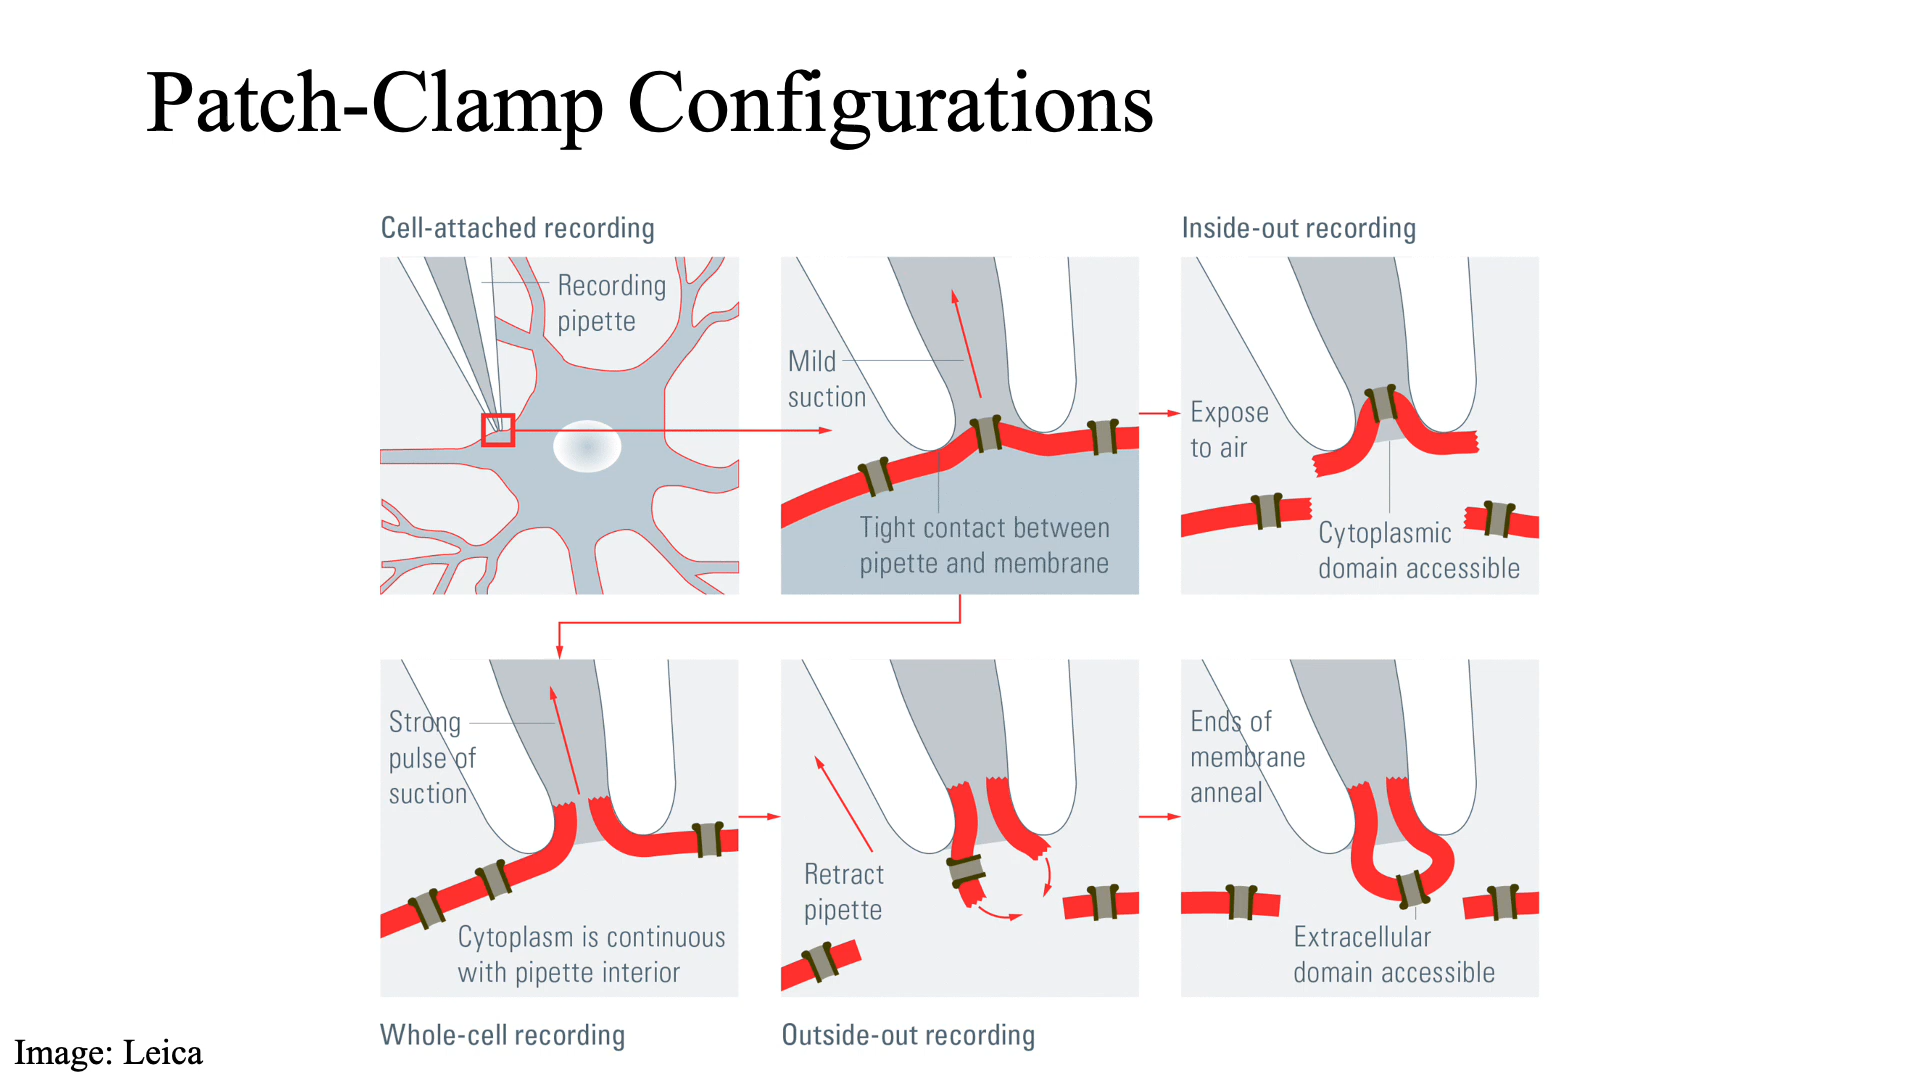 Patch-Clamp Configurations
Cell-attached recording
Recording
pipette
Mild
suction
Tight contact between
pipette and membrane
Inside-out recording
Expose
to air
Cytoplasmic
domain accessible
Strong
pulse of
suction
Cytoplasm is continuous
with pipette interior
Whole-cell recording
Retract
pipette
Outside-out recording
Ends of
membrane
anneal
Extracellular
domain accessible
Image: Leica